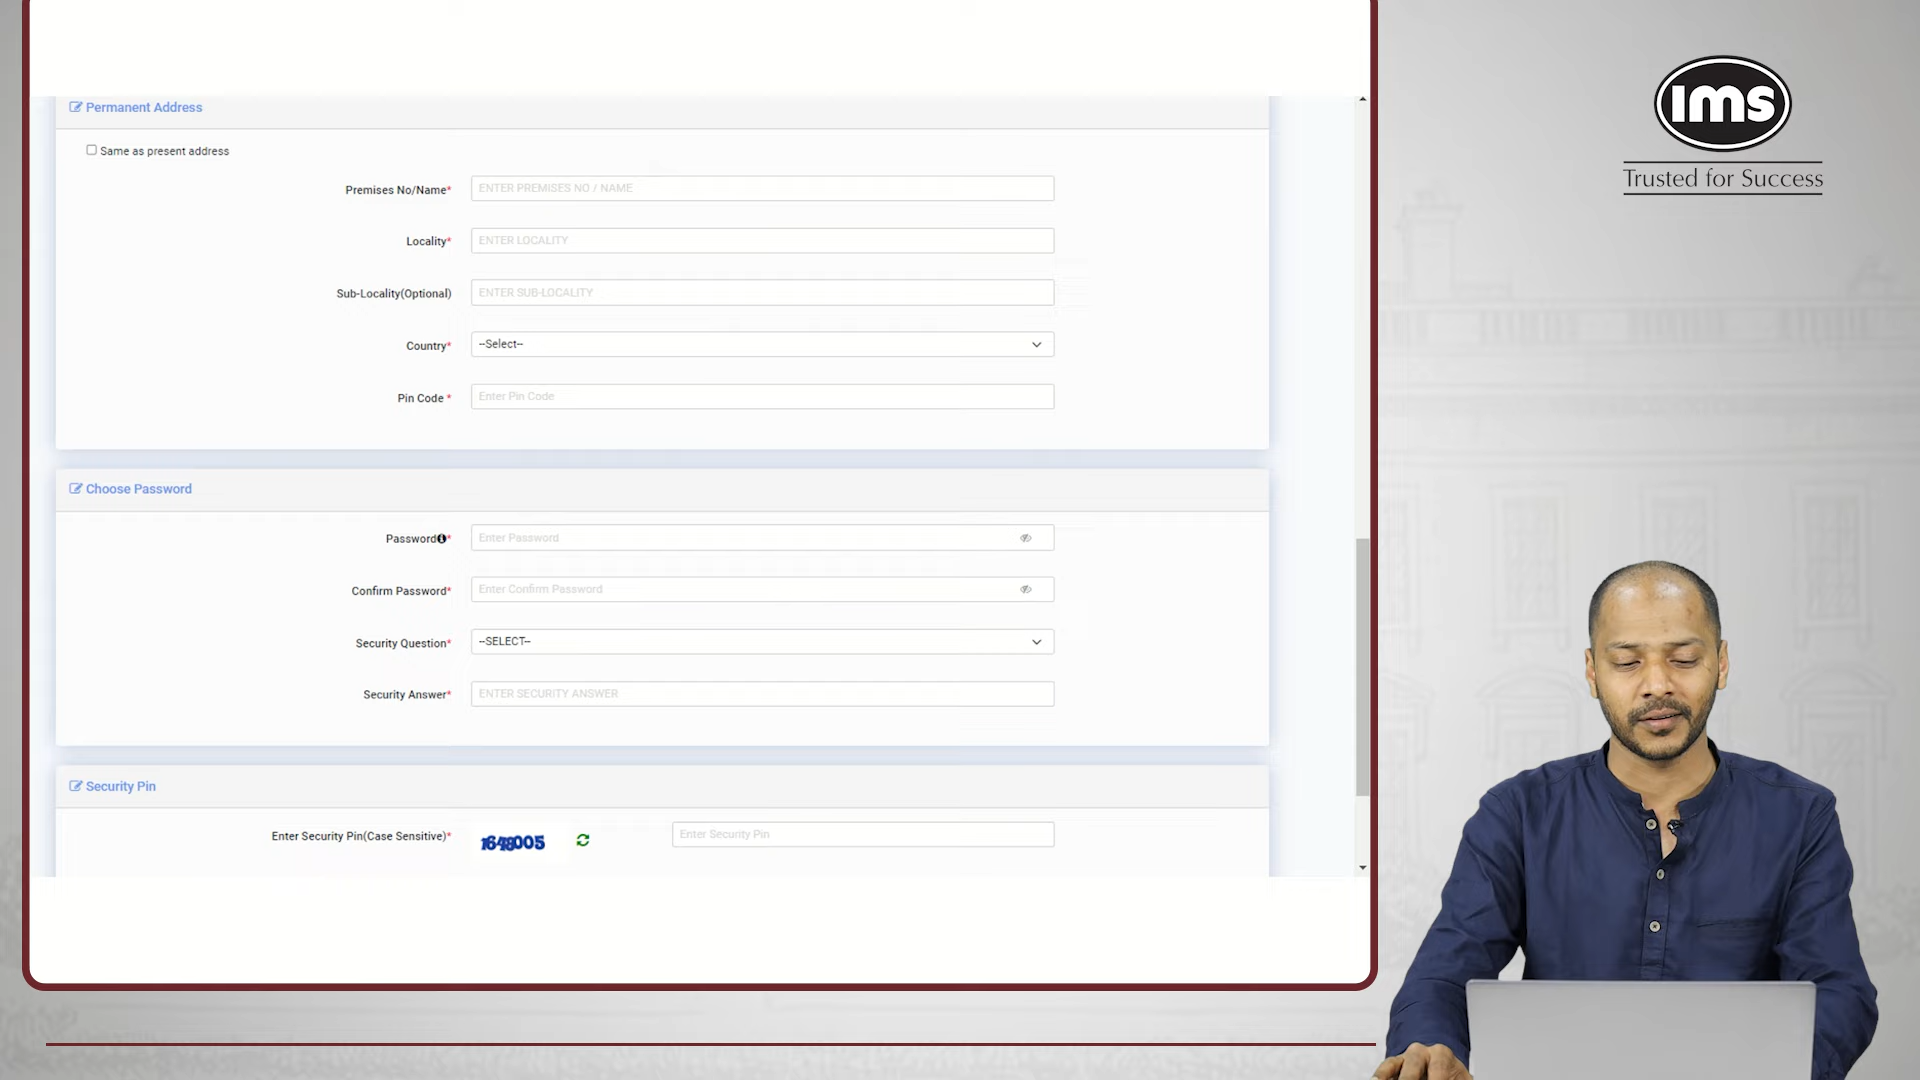 Permanent Address
Same as present address
Premises No/Name*
ENTER PREMISES NO / NAME
Locality*
ENTER LOCALITY
Sub-Locality(Optional)
ENTER SUB-LOCALITY
Country*
--Select--
Pin Code *
Enter Pin Code
Choose Password
Password*
Enter Password
Confirm Password*
Enter Confirm Password
Security Question*
--SELECT--
Security Answer*
ENTER SECURITY ANSWER
Security Pin
Enter Security Pin(Case Sensitive)*
Enter Security Pin
ims
Trusted for Success